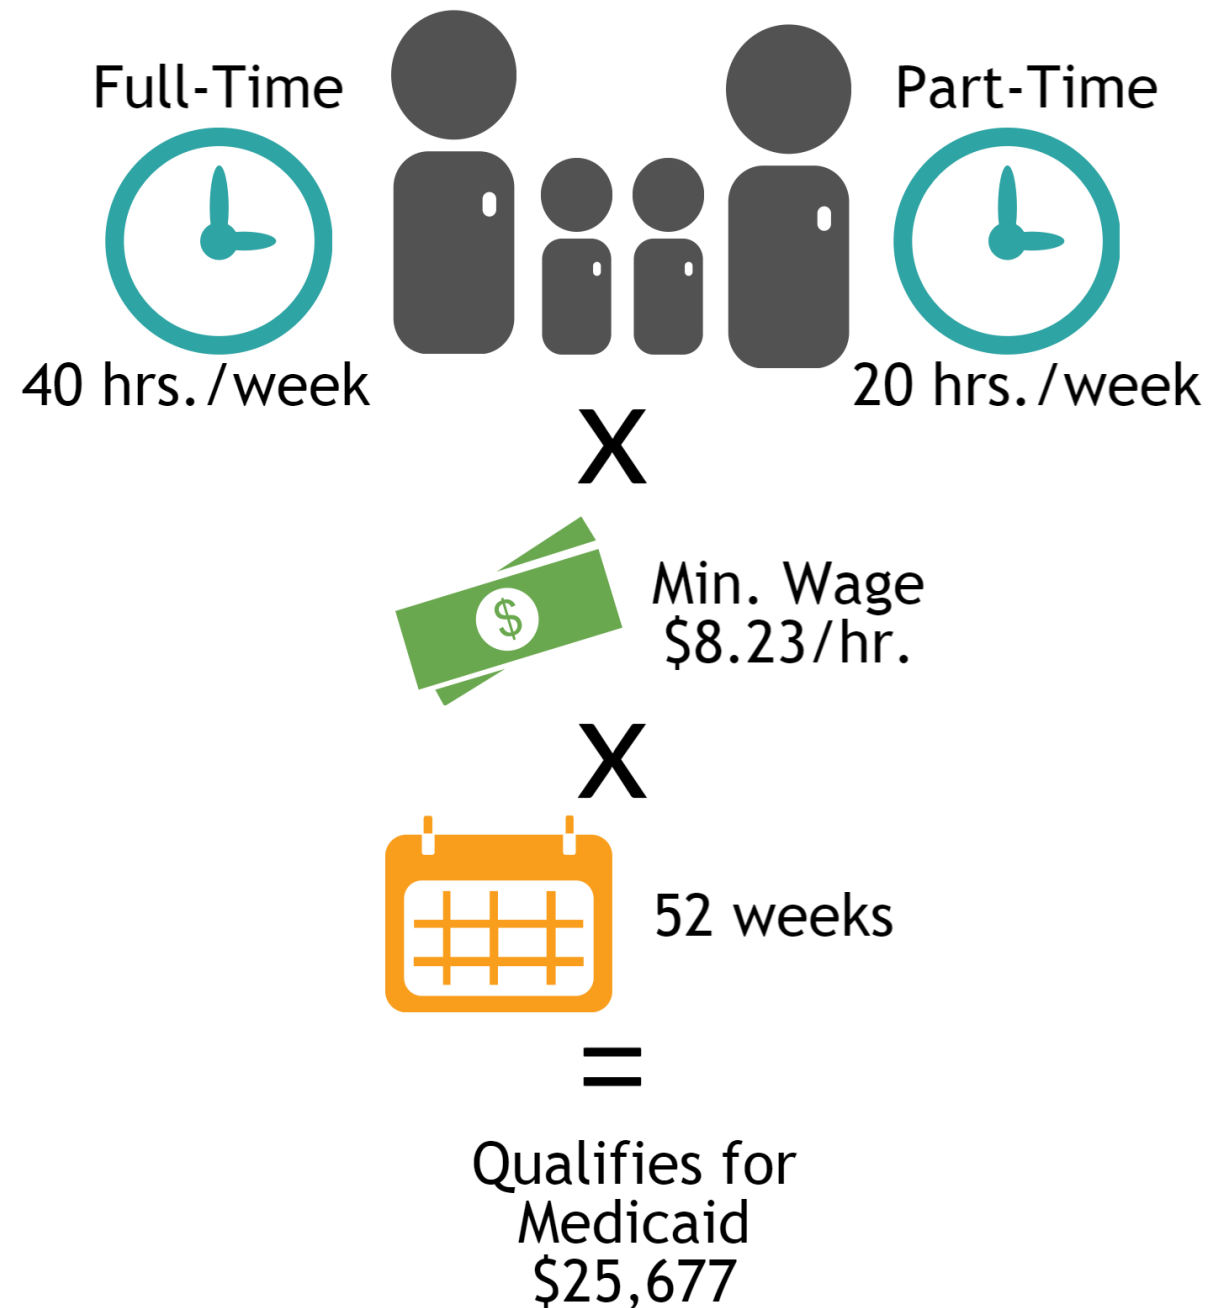 Full-Time
Part-Time
40 hrs./week
20 hrs./week
X
$
Min. Wage
$8.23/hr.
X
52 weeks
=
Qualifies for
Medicaid
$25,677